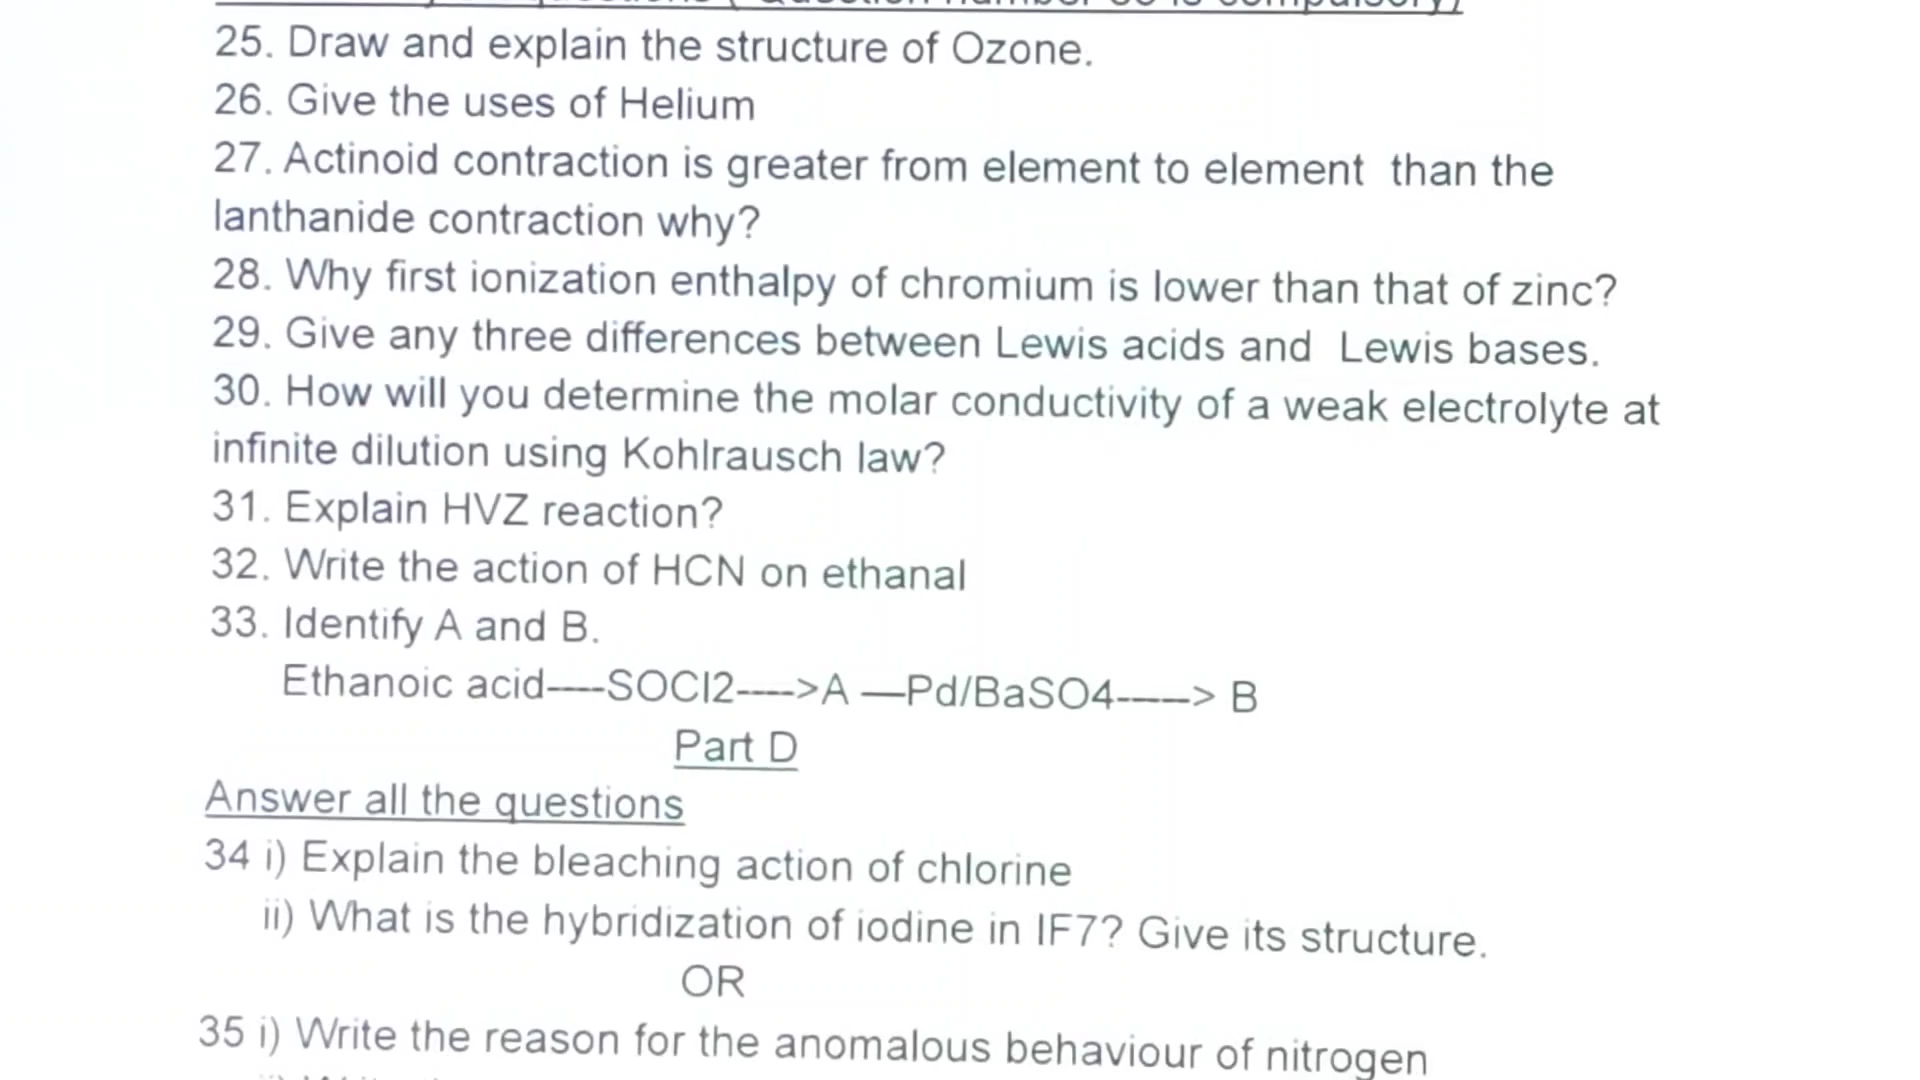 25. Draw and explain the structure of Ozone.
26. Give the uses of Helium
27. Actinoid contraction is greater from element to element than the
lanthanide contraction why?
28. Why first ionization enthalpy of chromium is lower than that of zinc?
29. Give any three differences between Lewis acids and Lewis bases.
30. How will you determine the molar conductivity of a weak electrolyte at
infinite dilution using Kohlrausch law?
31. Explain HVZ reaction?
32. Write the action of HCN on ethanal
33. Identify A and B.
Ethanoic acid----SOCl2---->A —Pd/BaSO4-----> B
Part D
Answer all the questions
34 i) Explain the bleaching action of chlorine
ii) What is the hybridization of iodine in IF7? Give its structure.
OR
35 i) Write the reason for the anomalous behaviour of nitrogen